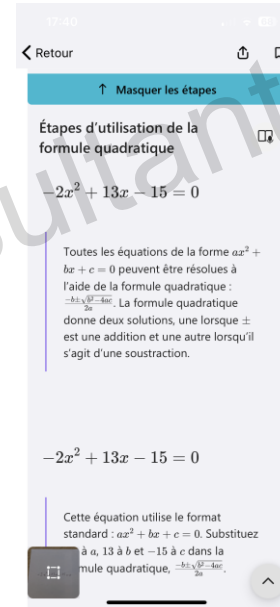 17:40
Retour
↑ Masquer les étapes
Étapes d'utilisation de la
formule quadratique
−2x² + 13x − 15 = 0
Toutes les équations de la forme ax² +
bx + c = 0 peuvent être résolues à
l'aide de la formule quadratique :
(−b±√(b²−4ac))/2a. La formule quadratique
donne deux solutions, une lorsque ±
est une addition et une autre lorsqu'il
s'agit d'une soustraction.
−2x² + 13x − 15 = 0
Cette équation utilise le format
standard : ax² + bx + c = 0. Substituez
à a, 13 à b et −15 à c dans la
mule quadratique, (−b±√(b²−4ac))/2a.